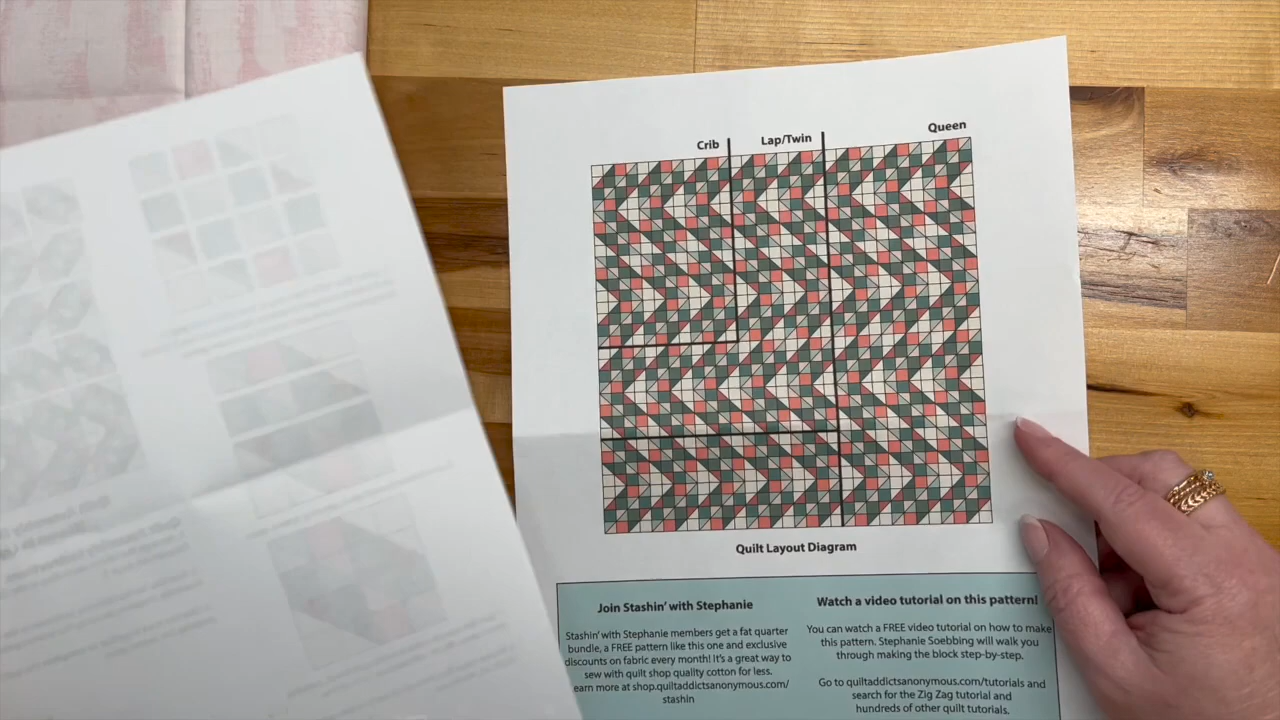 Crib
Lap/Twin
Queen
Quilt Layout Diagram
Join Stashin' with Stephanie
Stashin' with Stephanie members get a fat quarter
bundle, a FREE pattern like this one and exclusive
discounts on fabric every month! It's a great way to
sew with quilt shop quality cotton for less.
earn more at shop.quiltaddictsanonymous.com/
stashin
Watch a video tutorial on this pattern!
You can watch a FREE video tutorial on how to make
this pattern. Stephanie Soebbing will walk you
through making the block step-by-step.
Go to quiltaddictsanonymous.com/tutorials and
search for the Zig Zag tutorial and
hundreds of other quilt tutorials.